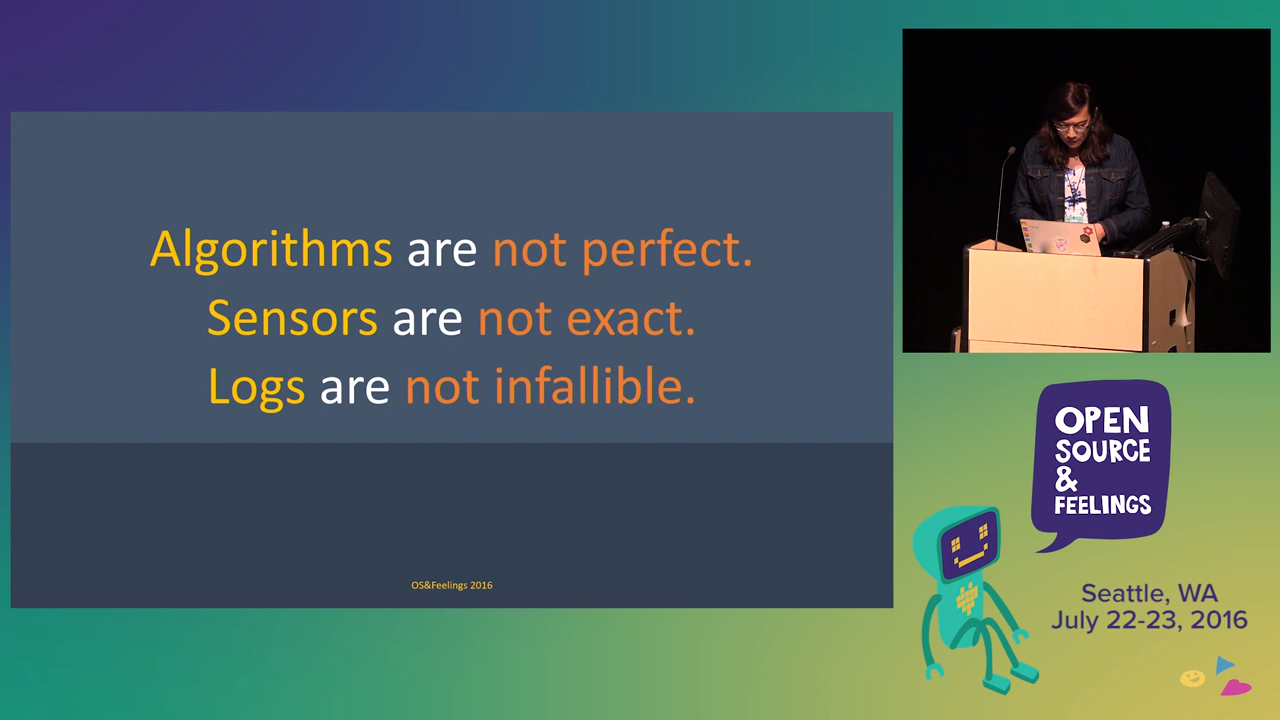 Algorithms are not perfect.
Sensors are not exact.
Logs are not infallible.
OS&Feelings 2016
OPEN
SOURCE
&
FEELINGS
Seattle, WA
July 22-23, 2016